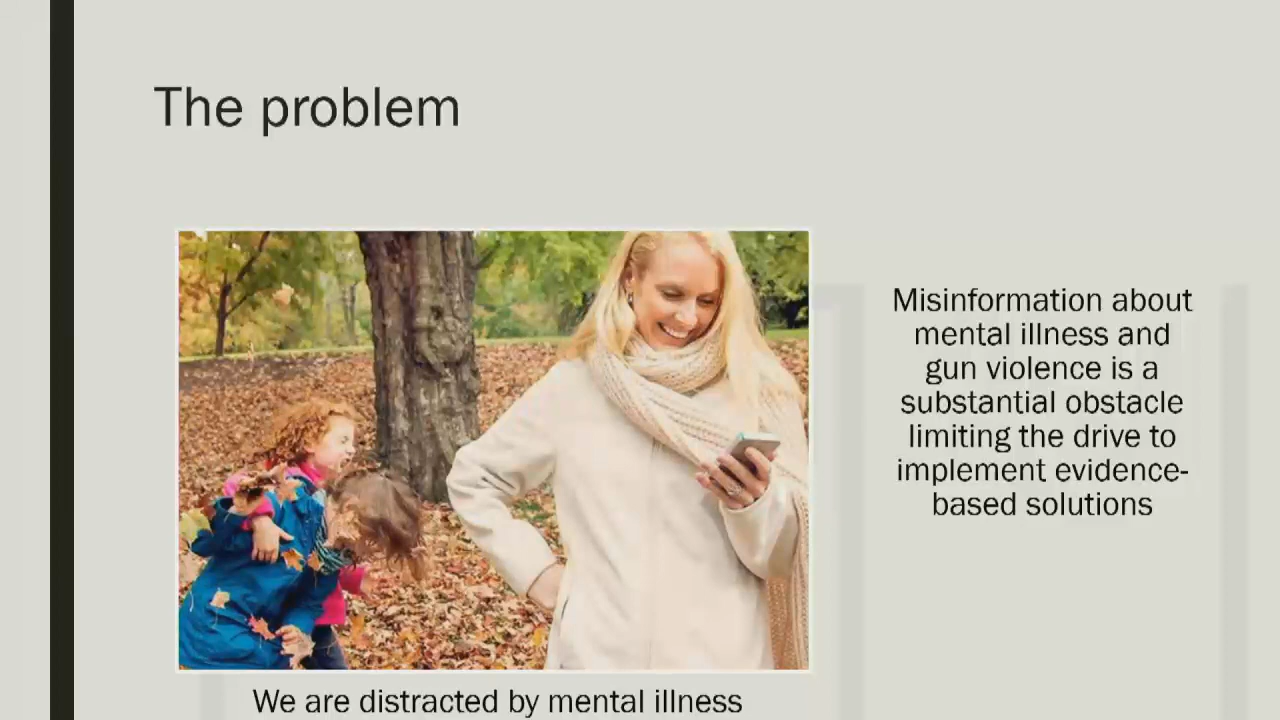 The problem
Misinformation about
mental illness and
gun violence is a
substantial obstacle
limiting the drive to
implement evidence-
based solutions
We are distracted by mental illness